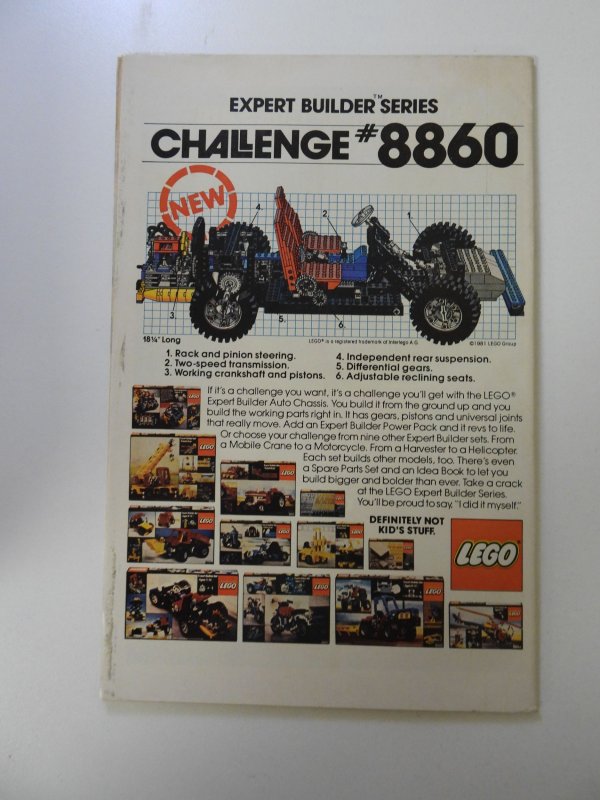 EXPERT BUILDER™ SERIES
CHALLENGE #8860
NEW
4.
2.
1.
3.
5.
6.
18¼" Long
LEGO® is a registered trademark of Interlego A.G.
©1981 LEGO Group
1. Rack and pinion steering.
2. Two-speed transmission.
3. Working crankshaft and pistons.
4. Independent rear suspension.
5. Differential gears.
6. Adjustable reclining seats.
If it's a challenge you want, it's a challenge you'll get with the LEGO®
Expert Builder Auto Chassis. You build it from the ground up and you
build the working parts right in. It has gears, pistons and universal joints
that really move. Add an Expert Builder Power Pack and it revs to life.
Or choose your challenge from nine other Expert Builder sets. From
a Mobile Crane to a Motorcycle. From a Harvester to a Helicopter.
Each set builds other models, too. There's even
a Spare Parts Set and an Idea Book to let you
build bigger and bolder than ever. Take a crack
at the LEGO Expert Builder Series.
You'll be proud to say, "I did it myself."
DEFINITELY NOT
KID'S STUFF.
LEGO